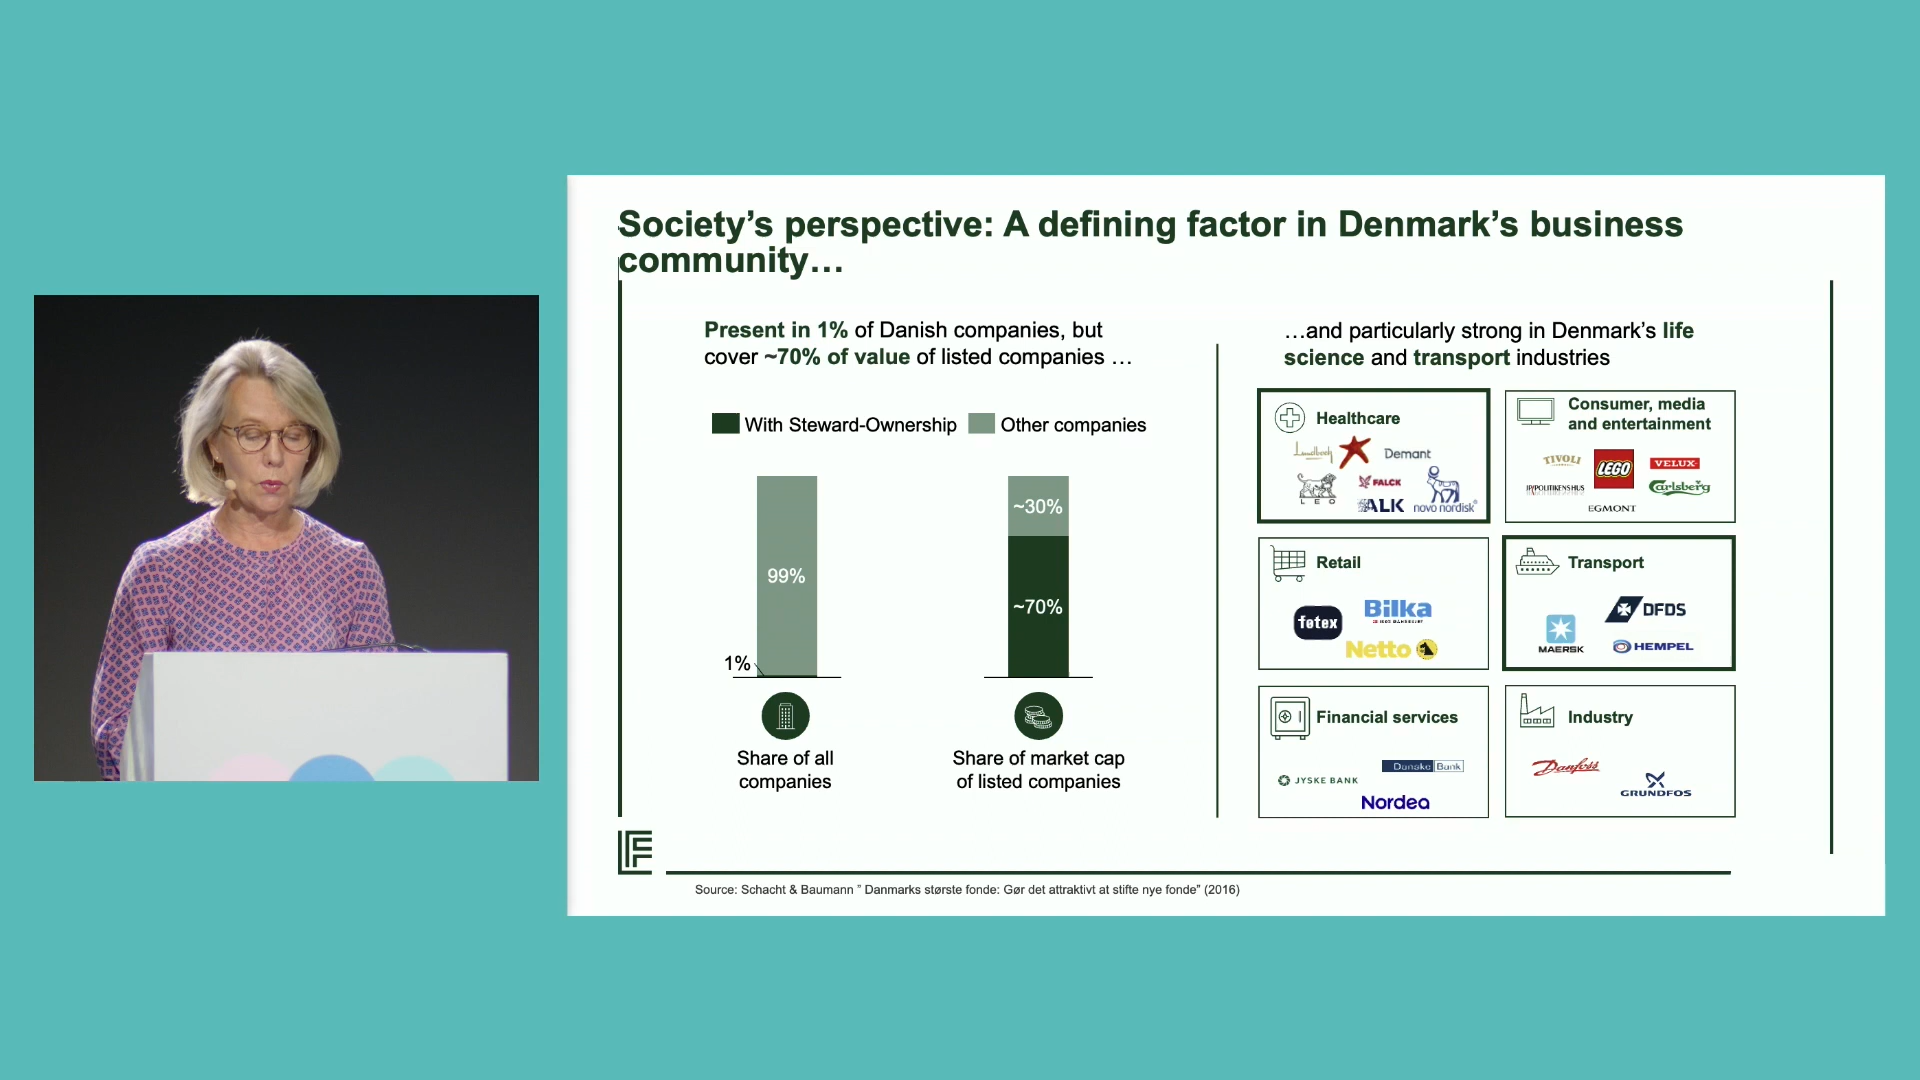 Society’s perspective: A defining factor in Denmark’s business
community…
Present in 1% of Danish companies, but
cover ~70% of value of listed companies …
With Steward-Ownership
Other companies
99%
1%
~30%
~70%
Share of all
companies
Share of market cap
of listed companies
…and particularly strong in Denmark’s life
science and transport industries
Healthcare
Lundbeck
Demant
LEO
FALCK
ALK
novo nordisk®
Consumer, media
and entertainment
TIVOLI
LEGO
VELUX
JP/POLITIKENS HUS
Carlsberg
EGMONT
Retail
føtex
Bilka
Netto
Transport
MAERSK
DFDS
HEMPEL
Financial services
JYSKE BANK
Danske Bank
Nordea
Industry
Danfoss
GRUNDFOS
Source: Schacht & Baumann ” Danmarks største fonde: Gør det attraktivt at stifte nye fonde” (2016)